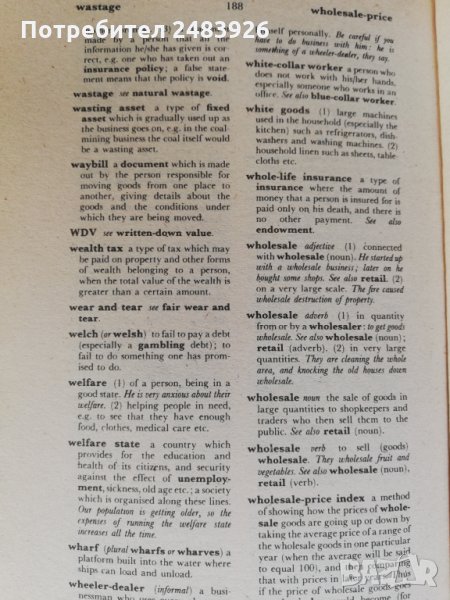 Потребител 2483926
wastage
188
wholesale-price
made by a person that an
information he/she has given is cor-
rect, e.g. one who has taken out an
insurance policy; a false state-
ment means that the policy is void.
wastage see natural wastage.
wasting asset a type of fixed
asset which is gradually used up as
the business goes on, e.g. in the coal-
mining business the coal itself would
be a wasting asset.
waybill a document which is made
out by the person responsible for
moving goods from one place to
another, giving details about the
goods and the conditions under
which they are being moved.
WDV see written-down value.
wealth tax a type of tax which may
be paid on property and other forms
of wealth belonging to a person,
when the total value of the wealth is
greater than a certain amount.
wear and tear see fair wear and
tear.
welch (or welsh) to fail to pay a debt
(especially a gambling debt); to
fail to do something one has prom-
ised to do.
welfare (1) of a person, being in a
good state. He is very anxious about their
welfare. (2) helping people in need,
e.g. to see that they have enough
food, clothes, medical care etc.
welfare state a country which
provides for the education and
health of its citizens, and security
against the effect of unemploy-
ment, sickness, old age etc.; a society
which is organised along these lines.
Our population is getting older, so the
expenses of running the welfare state
increases all the time.
wharf (plural wharfs or wharves) a
platform built into the water where
ships can load and unload.
wheeler-dealer (informal) a busi-
nessman who
self personally. Be careful if you
have to do business with him: he is
something of a wheeler-dealer, they say.
white-collar worker a person who
does not work with his/her hands,
especially someone who works in an
office. See also blue-collar worker.
white goods (1) large machines
used in the household (especially the
kitchen) such as refrigerators, dish-
washers and washing machines. (2)
household linen such as sheets, table-
cloths etc.
whole-life insurance a type of
insurance where the amount of
money that a person is insured for is
paid only on his death, and there is
no other payment. See also
endowment.
wholesale adjective (1) connected
with wholesale (noun). He started up
with a wholesale business; later on he
bought some shops. See also retail. (2)
on a very large scale. The fire caused
wholesale destruction of property.
wholesale adverb (1) in quantity
from or by a wholesaler: to get goods
wholesale. See also wholesale (noun);
retail (adverb). (2) in very large
quantities. They are cleaning the whole
area, and knocking the old houses down
wholesale.
wholesale noun the sale of goods in
large quantities to shopkeepers and
traders who then sell them to the
public. See also retail (noun).
wholesale verb to sell (goods)
wholesale. They wholesale fruit and
vegetables. See also wholesale (noun),
retail (verb).
wholesale-price index a method
of showing how the prices of whole-
sale goods are going up or down by
taking the average price of a range of
the wholesale goods in one particular
year (when the average will be said
to equal 100), and then comparing
that with prices in later years. Thus
if the price of wholesale goods goes